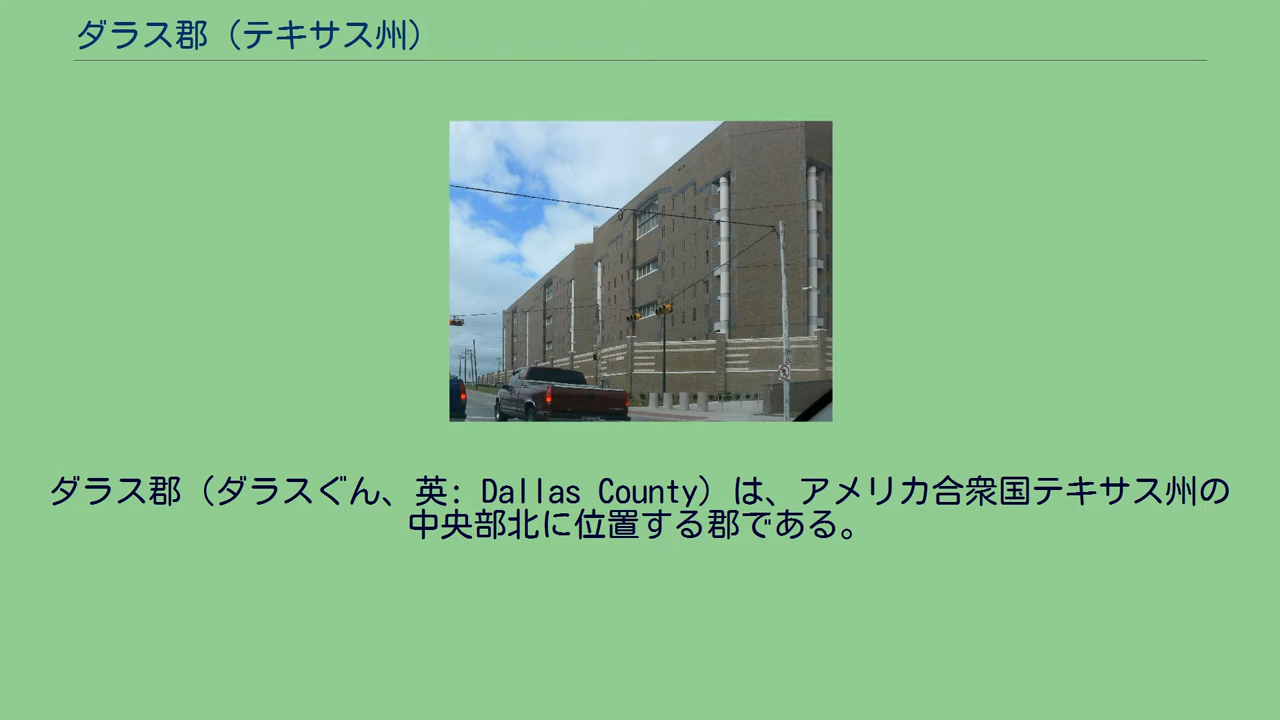 ダラス郡（テキサス州）
ダラス郡（ダラスぐん、英: Dallas County）は、アメリカ合衆国テキサス州の
中央部北に位置する郡である。